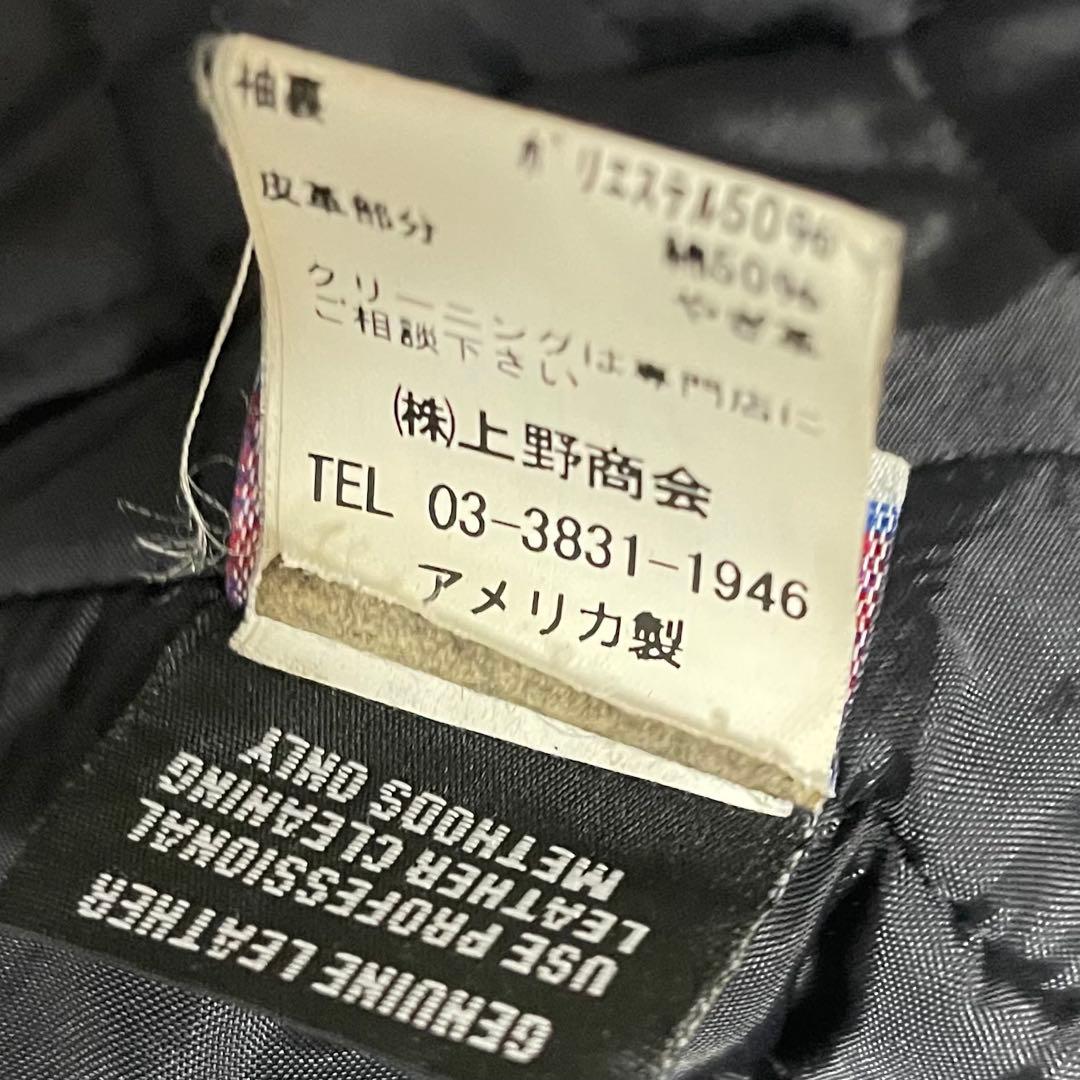 袖裏
ポリエステル50%
綿50%
皮革部分
やぎ革
クリーニングは専門店に
ご相談下さい
㈱上野商会
TEL 03-3831-1946
アメリカ製
GENUINE LEATHER
USE PROFESSIONAL
LEATHER CLEANING
METHODS ONLY